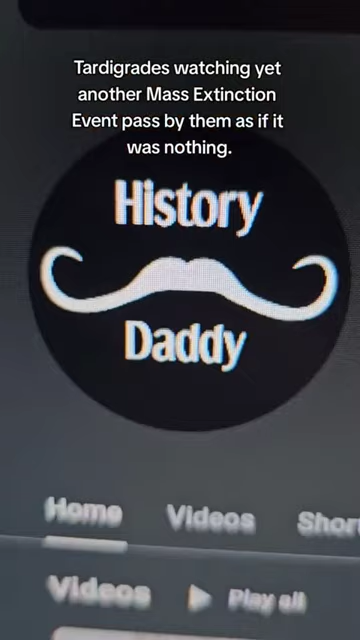 Tardigrades watching yet
another Mass Extinction
Event pass by them as if it
was nothing.
History
Daddy
Home Videos Shor
Videos Play all